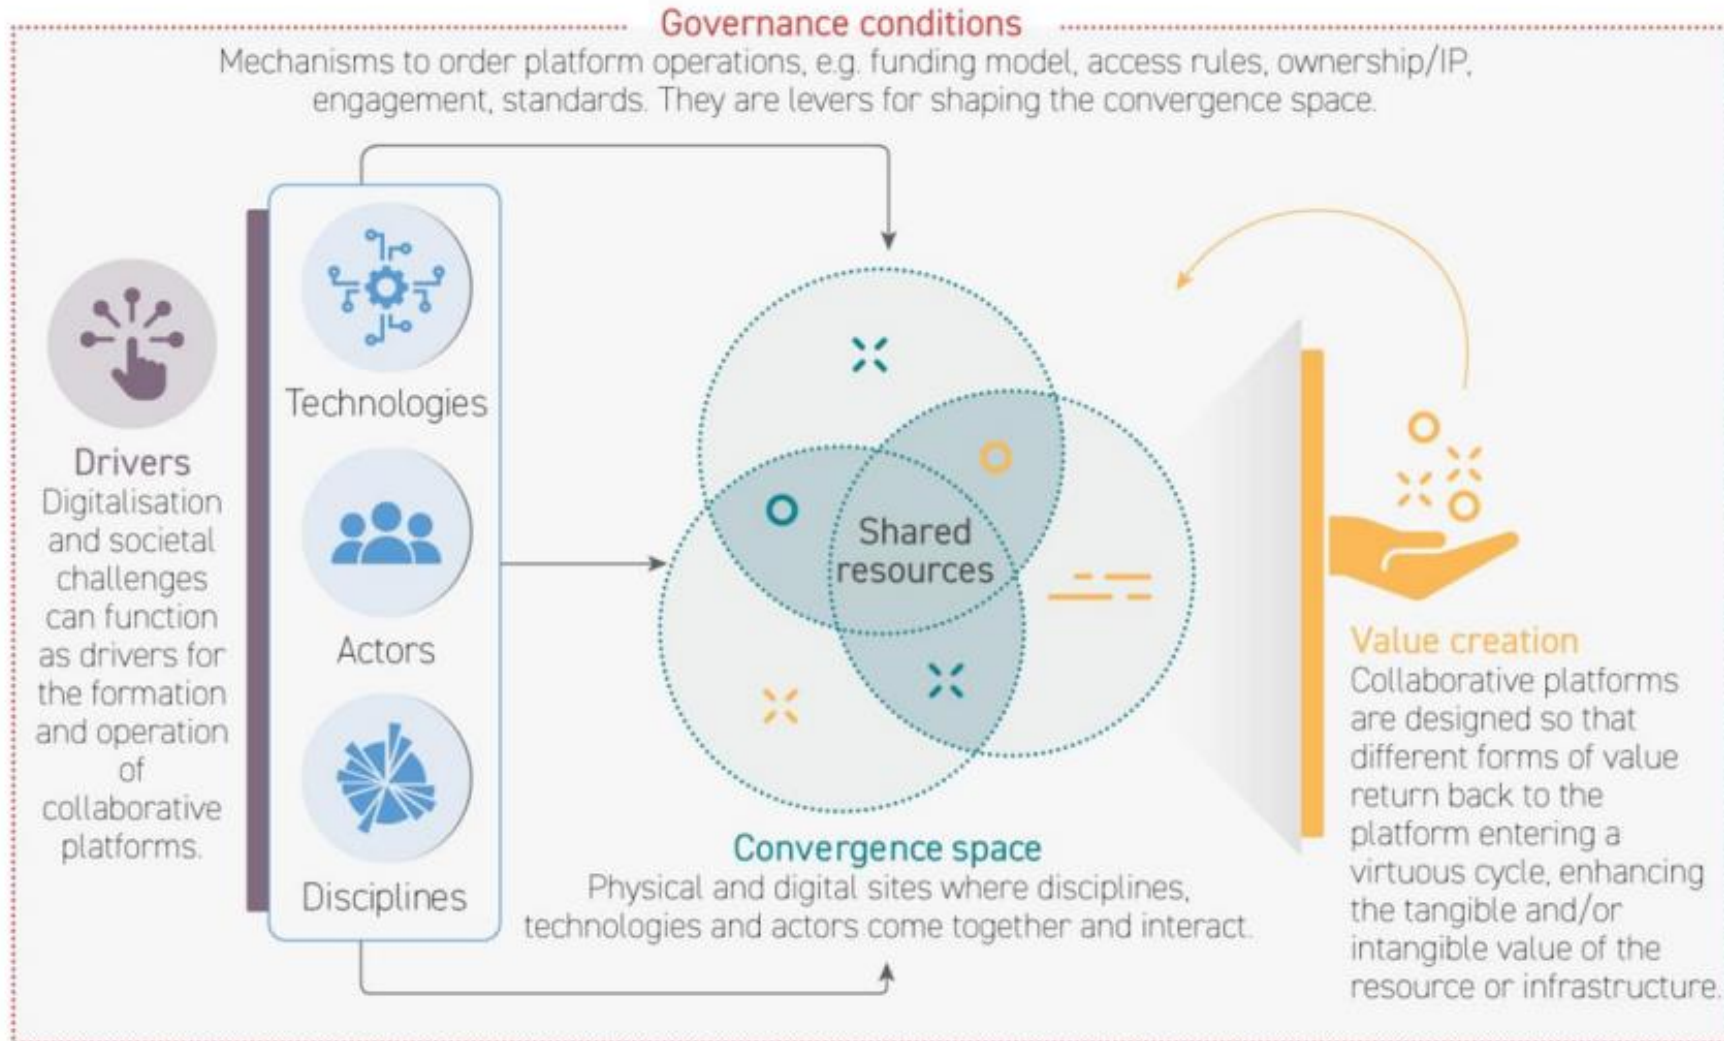 Governance conditions
Mechanisms to order platform operations, e.g. funding model, access rules, ownership/IP,
engagement, standards. They are levers for shaping the convergence space.
Drivers
Digitalisation
and societal
challenges
can function
as drivers for
the formation
and operation
of
collaborative
platforms.
Technologies
Actors
Disciplines
Shared
resources
Convergence space
Physical and digital sites where disciplines,
technologies and actors come together and interact.
Value creation
Collaborative platforms
are designed so that
different forms of value
return back to the
platform entering a
virtuous cycle, enhancing
the tangible and/or
intangible value of the
resource or infrastructure.